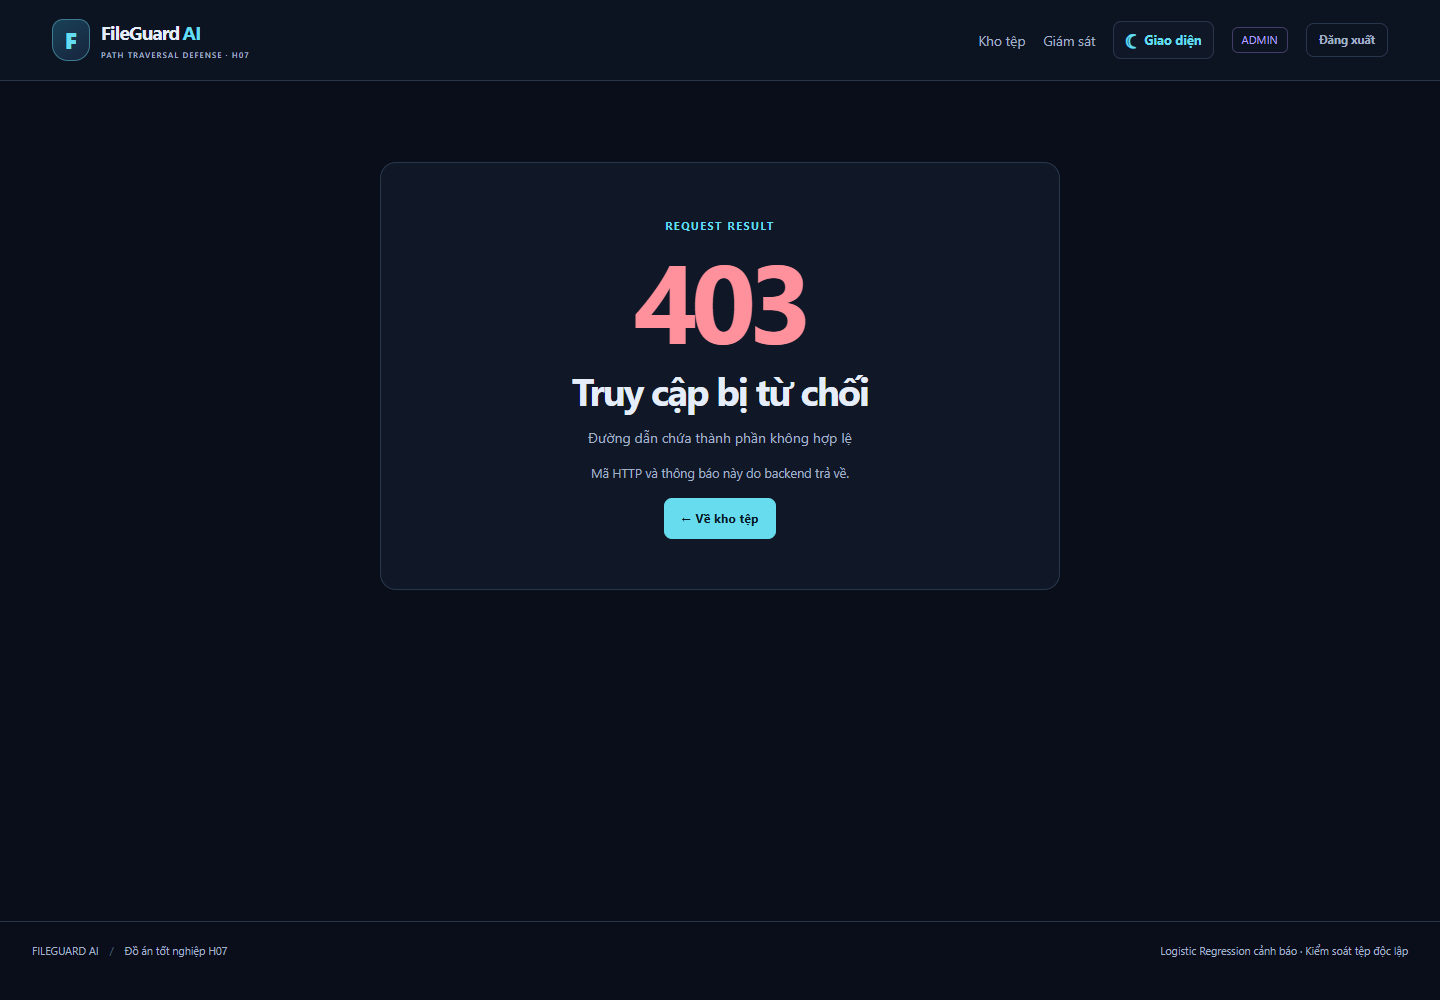 F
FileGuard AI
PATH TRAVERSAL DEFENSE · H07
Kho tệp
Giám sát
Giao diện
ADMIN
Đăng xuất
REQUEST RESULT
403
Truy cập bị từ chối
Đường dẫn chứa thành phần không hợp lệ
Mã HTTP và thông báo này do backend trả về.
← Về kho tệp
FILEGUARD AI / Đồ án tốt nghiệp H07
Logistic Regression cảnh báo · Kiểm soát tệp độc lập